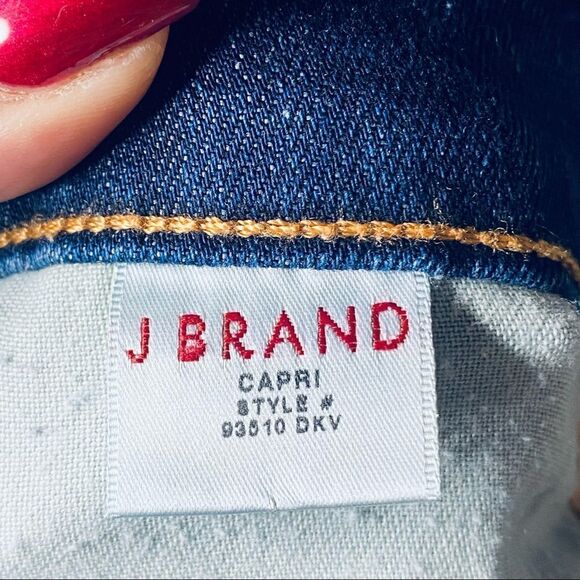 J BRAND
CAPRI
STYLE #
93510 DKV